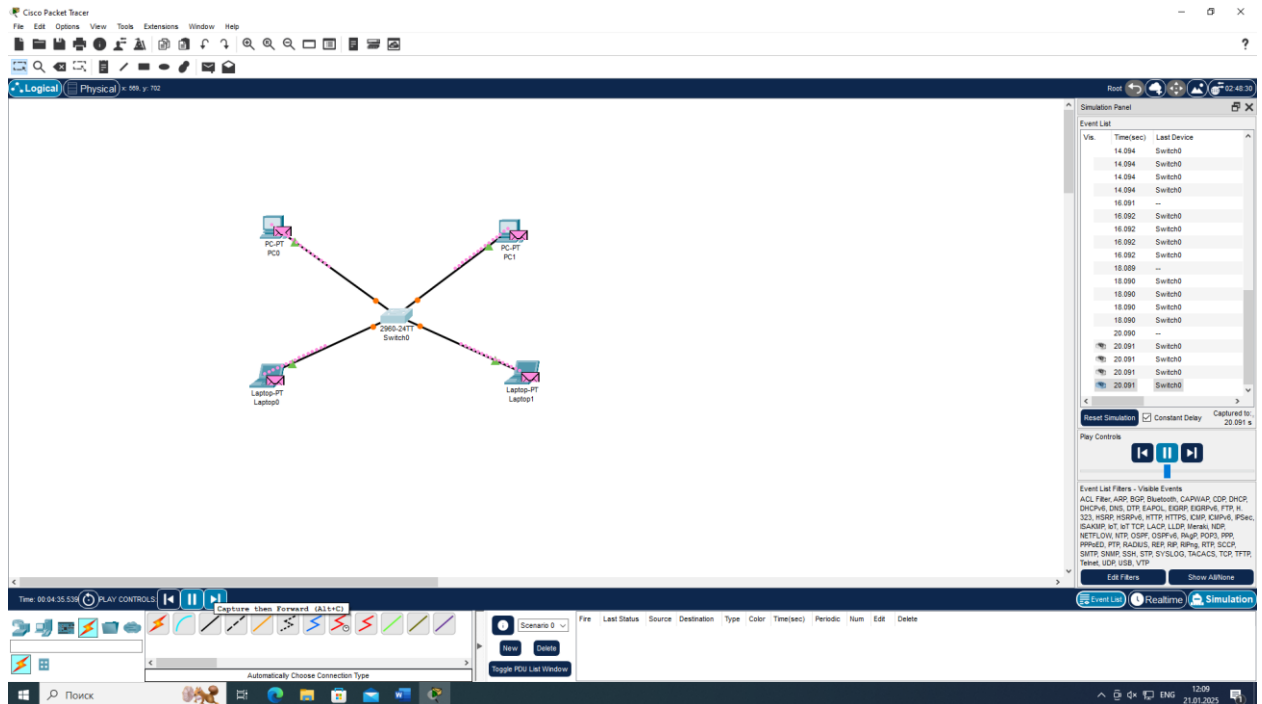 Cisco Packet Tracer
File Edit Options View Tools Extensions Window Help
?
Logical Physical x: 569, y: 702
Root 02:48:30
Simulation Panel
Event List
Vis. Time(sec) Last Device
14.094 Switch0
14.094 Switch0
14.094 Switch0
14.094 Switch0
16.091 --
16.092 Switch0
16.092 Switch0
16.092 Switch0
16.092 Switch0
18.089 --
18.090 Switch0
18.090 Switch0
18.090 Switch0
18.090 Switch0
20.090 --
20.091 Switch0
20.091 Switch0
20.091 Switch0
20.091 Switch0
PC-PT
PC0
PC-PT
PC1
2960-24TT
Switch0
Laptop-PT
Laptop0
Laptop-PT
Laptop1
Reset Simulation Constant Delay Captured to:
20.091 s
Play Controls
Event List Filters - Visible Events
ACL Filter, ARP, BGP, Bluetooth, CAPWAP, CDP, DHCP,
DHCPv6, DNS, DTP, EAPOL, EIGRP, EIGRPv6, FTP, H.
323, HSRP, HSRPv6, HTTP, HTTPS, ICMP, ICMPv6, IPSec,
ISAKMP, IoT, IoT TCP, LACP, LLDP, Meraki, NDP,
NETFLOW, NTP, OSPF, OSPFv6, PAgP, POP3, PPP,
PPPoED, PTP, RADIUS, REP, RIP, RIPng, RTP, SCCP,
SMTP, SNMP, SSH, STP, SYSLOG, TACACS, TCP, TFTP,
Telnet, UDP, USB, VTP
Edit Filters Show All/None
Time: 00:04:35.539 PLAY CONTROLS:
Capture then Forward (Alt+C)
Event List Realtime Simulation
Scenario 0
New Delete
Toggle PDU List Window
Fire Last Status Source Destination Type Color Time(sec) Periodic Num Edit Delete
Automatically Choose Connection Type
Поиск
ENG
12:09
21.01.2025